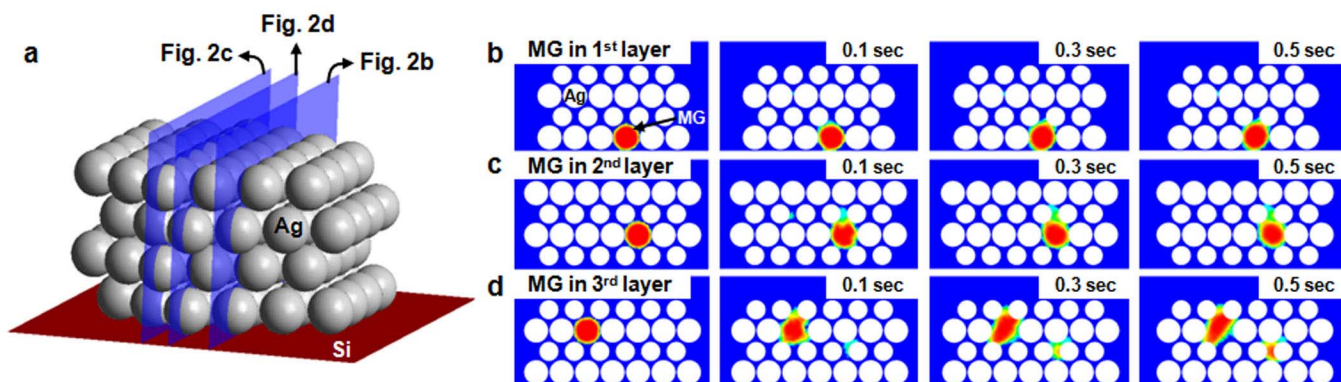 a
Fig. 2c
Fig. 2d
Fig. 2b
Ag
Si
b
MG in 1st layer
0.1 sec
0.3 sec
0.5 sec
Ag
MG
c
MG in 2nd layer
0.1 sec
0.3 sec
0.5 sec
d
MG in 3rd layer
0.1 sec
0.3 sec
0.5 sec